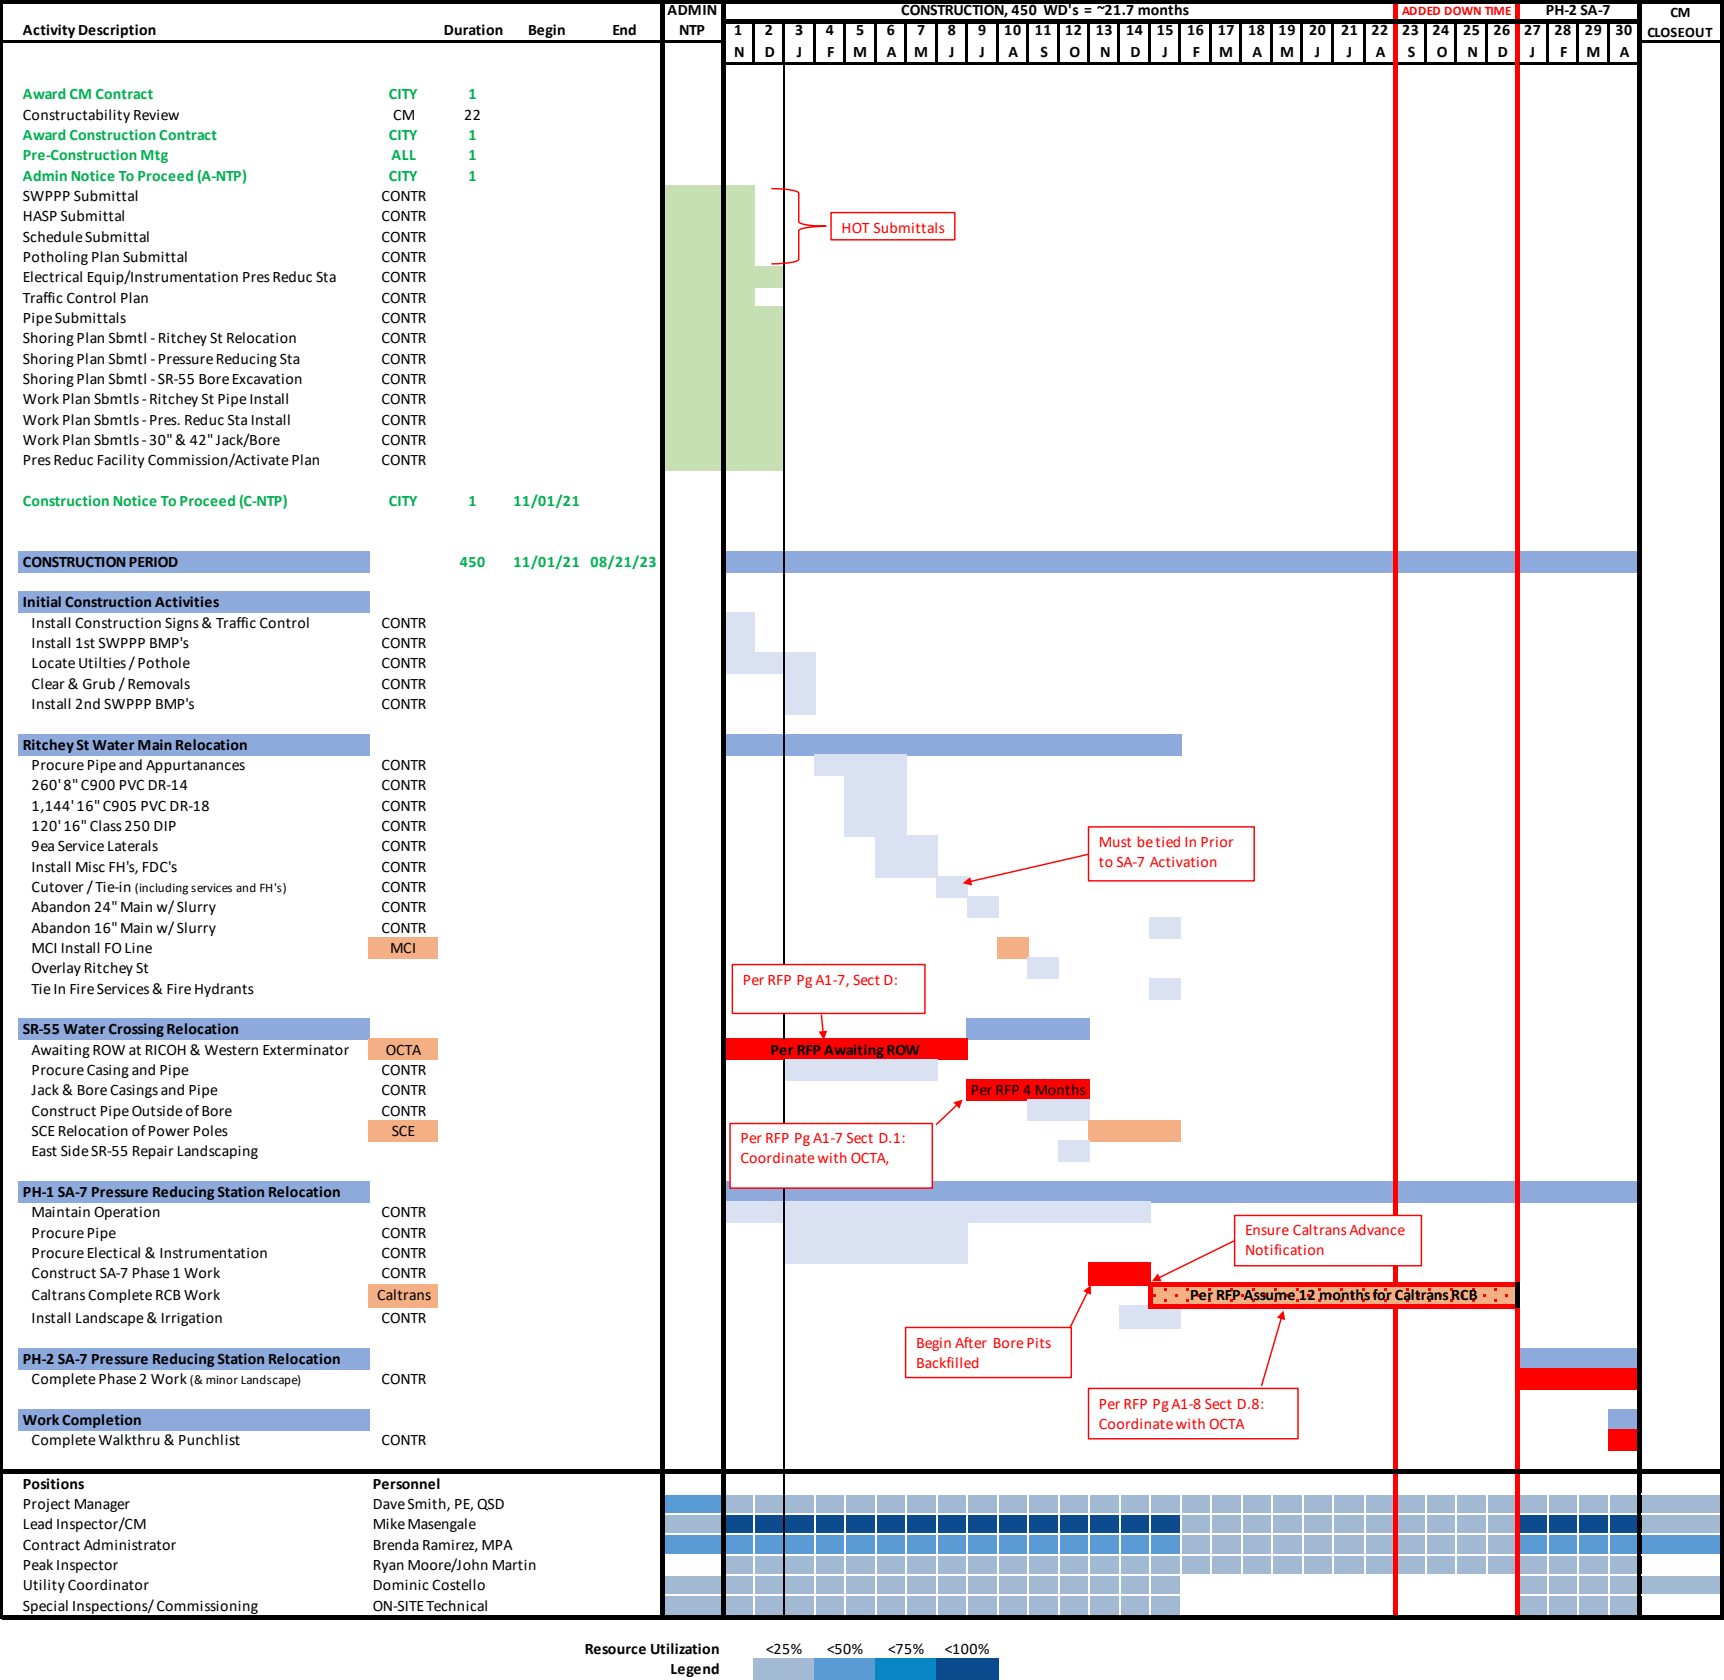 ADMIN CONSTRUCTION, 450 WD's = ~21.7 months ADDED DOWN TIME PH-2 SA-7 CM
Activity Description Duration Begin End NTP 1 2 3 4 5 6 7 8 9 10 11 12 13 14 15 16 17 18 19 20 21 22 23 24 25 26 27 28 29 30 CLOSEOUT
N D J F M A M J J A S O N D J F M A M J J A S O N D J F M A
Award CM Contract CITY 1
Constructability Review CM 22
Award Construction Contract CITY 1
Pre-Construction Mtg ALL 1
Admin Notice To Proceed (A-NTP) CITY 1
SWPPP Submittal CONTR
HASP Submittal CONTR
HOT Submittals
Schedule Submittal CONTR
Potholing Plan Submittal CONTR
Electrical Equip/Instrumentation Pres Reduc Sta CONTR
Traffic Control Plan CONTR
Pipe Submittals CONTR
Shoring Plan Sbmtl - Ritchey St Relocation CONTR
Shoring Plan Sbmtl - Pressure Reducing Sta CONTR
Shoring Plan Sbmtl - SR-55 Bore Excavation CONTR
Work Plan Sbmtls - Ritchey St Pipe Install CONTR
Work Plan Sbmtls - Pres. Reduc Sta Install CONTR
Work Plan Sbmtls - 30" & 42" Jack/Bore CONTR
Pres Reduc Facility Commission/Activate Plan CONTR
Construction Notice To Proceed (C-NTP) CITY 1 11/01/21
CONSTRUCTION PERIOD 450 11/01/21 08/21/23
Initial Construction Activities
Install Construction Signs & Traffic Control CONTR
Install 1st SWPPP BMP's CONTR
Locate Utilties / Pothole CONTR
Clear & Grub / Removals CONTR
Install 2nd SWPPP BMP's CONTR
Ritchey St Water Main Relocation
Procure Pipe and Appurtanances CONTR
260' 8" C900 PVC DR-14 CONTR
1,144' 16" C905 PVC DR-18 CONTR
120' 16" Class 250 DIP CONTR
9ea Service Laterals CONTR
Must be tied In Prior
to SA-7 Activation
Install Misc FH's, FDC's CONTR
Cutover / Tie-in (including services and FH's) CONTR
Abandon 24" Main w/ Slurry CONTR
Abandon 16" Main w/ Slurry CONTR
MCI Install FO Line MCI
Overlay Ritchey St CONTR
Per RFP Pg A1-7, Sect D:
Tie In Fire Services & Fire Hydrants CONTR
SR-55 Water Crossing Relocation
Awaiting ROW at RICOH & Western Exterminator OCTA Per RFP Awaiting ROW
Procure Casing and Pipe CONTR
Jack & Bore Casings and Pipe CONTR Per RFP 4 Months
Construct Pipe Outside of Bore CONTR
SCE Relocation of Power Poles SCE
Per RFP Pg A1-7 Sect D.1:
Coordinate with OCTA,
East Side SR-55 Repair Landscaping CONTR
PH-1 SA-7 Pressure Reducing Station Relocation
Maintain Operation CONTR
Procure Pipe CONTR
Ensure Caltrans Advance
Notification
Procure Electical & Instrumentation CONTR
Construct SA-7 Phase 1 Work CONTR
Caltrans Complete RCB Work Caltrans Per RFP Assume 12 months for Caltrans RCB
Install Landscape & Irrigation CONTR
Begin After Bore Pits
Backfilled
PH-2 SA-7 Pressure Reducing Station Relocation
Complete Phase 2 Work (& minor Landscape) CONTR
Per RFP Pg A1-8 Sect D.8:
Coordinate with OCTA
Work Completion
Complete Walkthru & Punchlist CONTR
Positions Personnel
Project Manager Dave Smith, PE, QSD
Lead Inspector/CM Mike Masengale
Contract Administrator Brenda Ramirez, MPA
Peak Inspector Ryan Moore/John Martin
Utility Coordinator Dominic Costello
Special Inspections/ Commissioning ON-SITE Technical
Resource Utilization <25% <50% <75% <100%
Legend